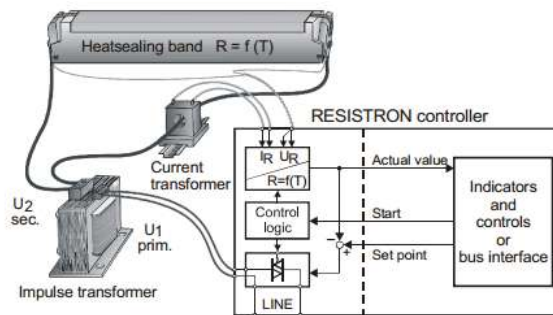 Heatsealing band R = f (T)
RESISTRON controller
Current
transformer
U2
sec.
U1
prim.
Impulse transformer
IR UR
R=f(T)
Control
logic
LINE
Actual value
Start
Set point
−
+
Indicators
and
controls
or
bus interface